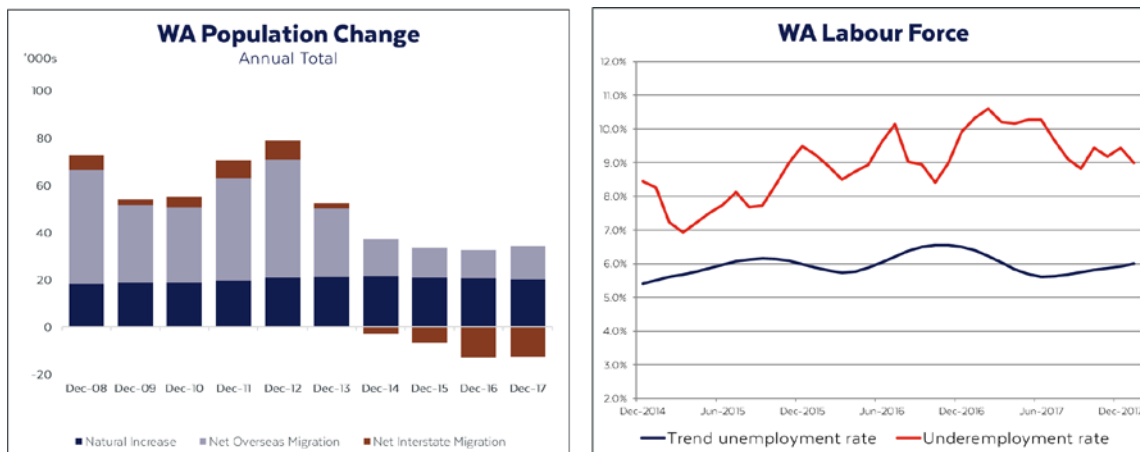 WA Population Change
Annual Total
'000s
100
80
60
40
20
0
-20
Dec-08 Dec-09 Dec-10 Dec-11 Dec-12 Dec-13 Dec-14 Dec-15 Dec-16 Dec-17
Natural Increase Net Overseas Migration Net Interstate Migration
WA Labour Force
12.0%
11.0%
10.0%
9.0%
8.0%
7.0%
6.0%
5.0%
4.0%
3.0%
2.0%
Dec-2014 Jun-2015 Dec-2015 Jun-2016 Dec-2016 Jun-2017 Dec-2017
Trend unemployment rate Underemployment rate